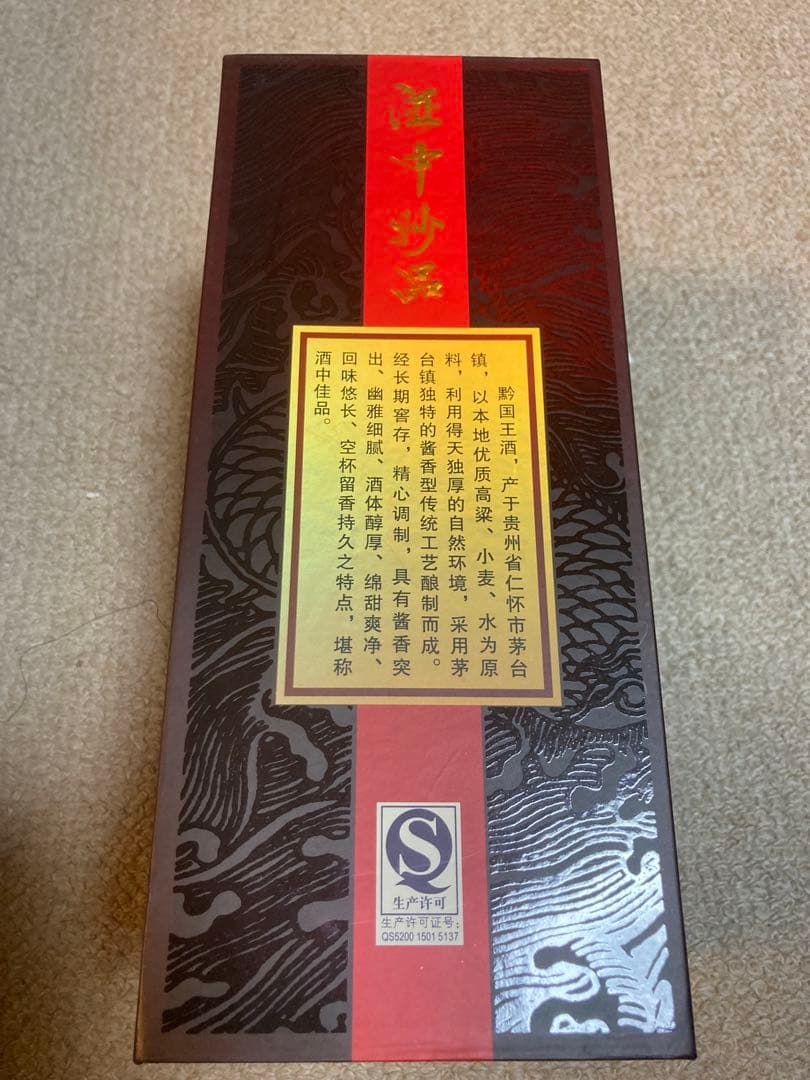 酒中妙品
黔国王酒，产于贵州省仁怀市茅台
镇，以本地优质高粱、小麦、水为原
料，利用得天独厚的自然环境，采用茅
台镇独特的酱香型传统工艺酿制而成。
经长期窖存，精心调制，具有酱香突
出、幽雅细腻、酒体醇厚、绵甜爽净、
回味悠长、空杯留香持久之特点，堪称
酒中佳品。
QS
生产许可
生产许可证号：
QS5200 1501 5137